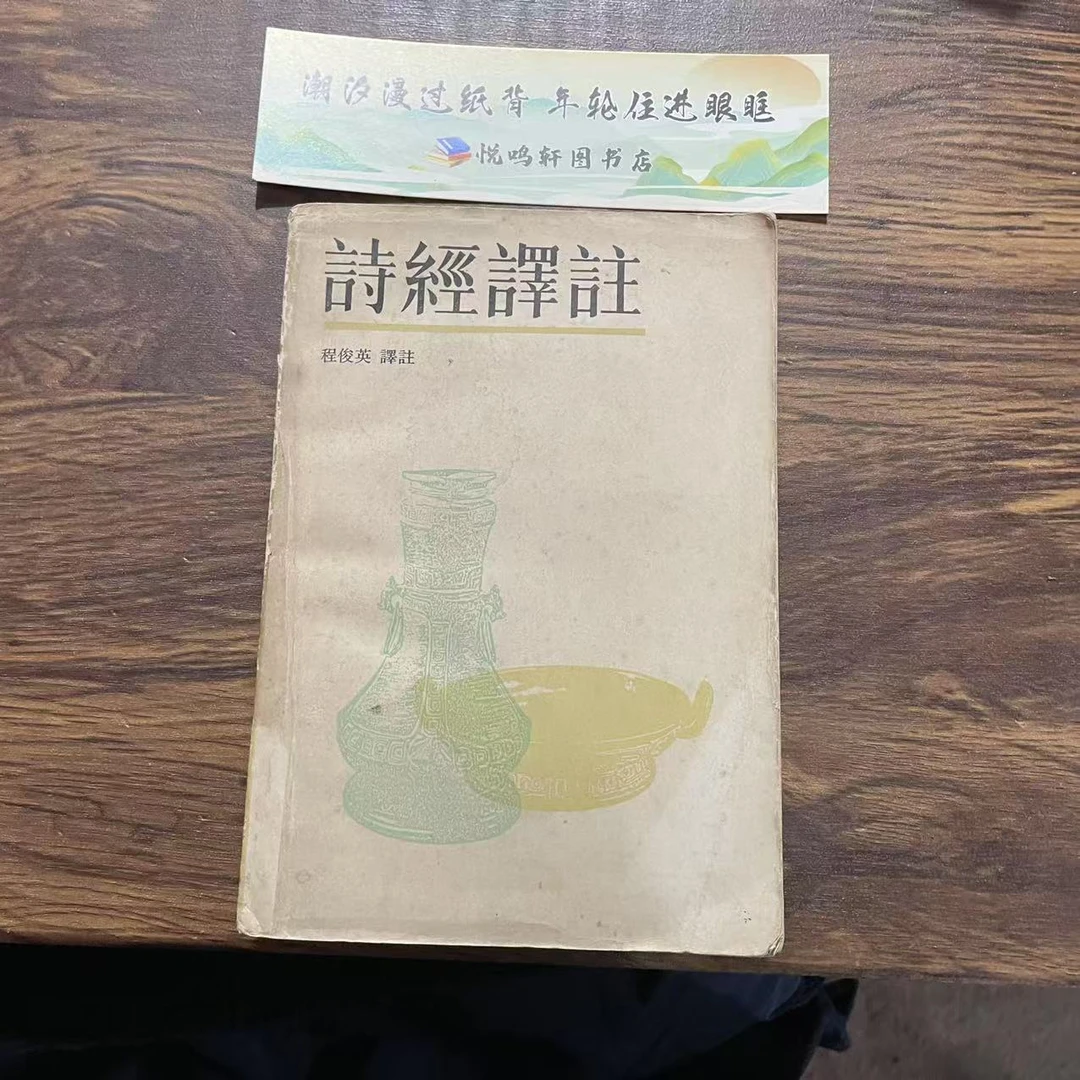 潮汐漫过纸背 年轮住进眼眶
悦鸣轩图书店
詩經譯註
程俊英 譯註